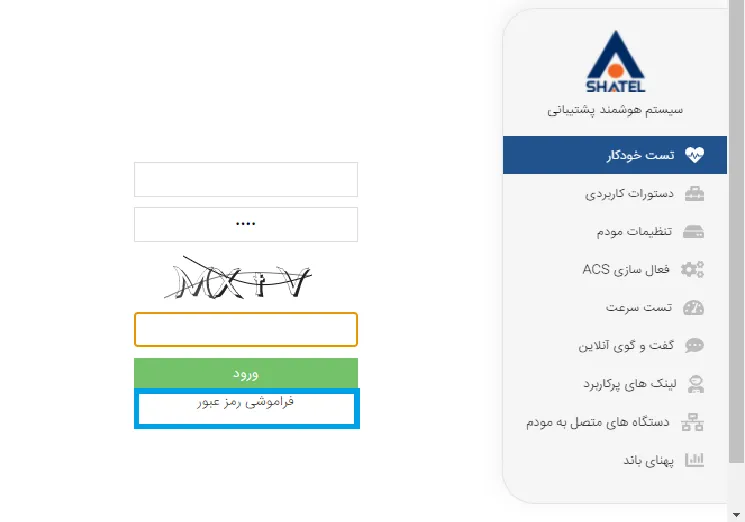 SHATEL
سیستم هوشمند پشتیبانی
تست خودکار
دستورات کاربردی
تنظیمات مودم
فعال سازی ACS
تست سرعت
گفت و گوی آنلاین
لینک های پرکاربرد
دستگاه های متصل به مودم
پهنای باند
••••
ورود
فراموشی رمز عبور